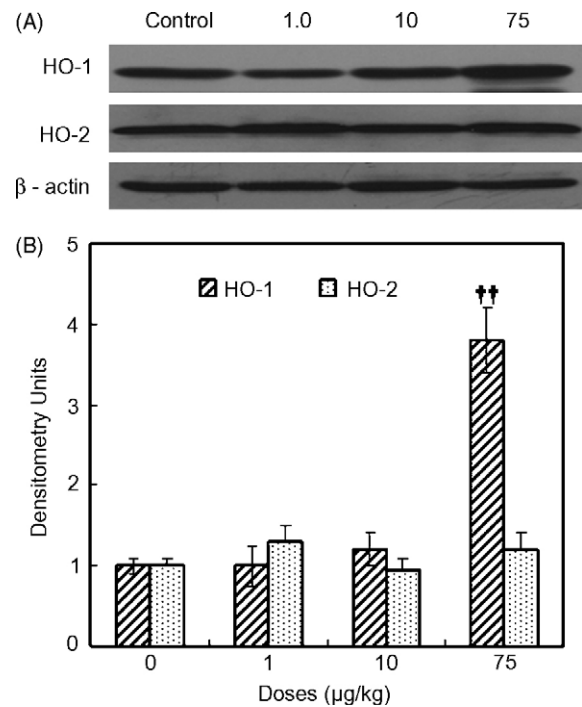 (A) Control 1.0 10 75
HO-1
HO-2
β - actin
(B)
5
4
3
2
1
0
Densitometry Units
HO-1 HO-2
††
0 1 10 75
Doses (µg/kg)